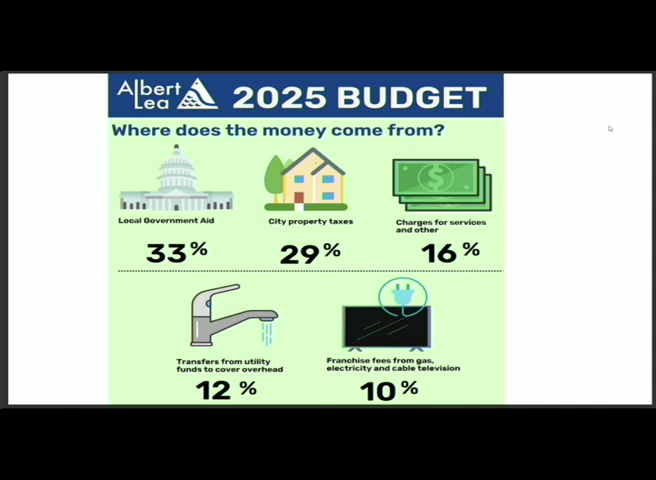 Albert
Lea
2025 BUDGET
Where does the money come from?
Local Government Aid
33%
City property taxes
29%
Charges for services
and other
16%
Transfers from utility
funds to cover overhead
12%
Franchise fees from gas,
electricity and cable television
10%